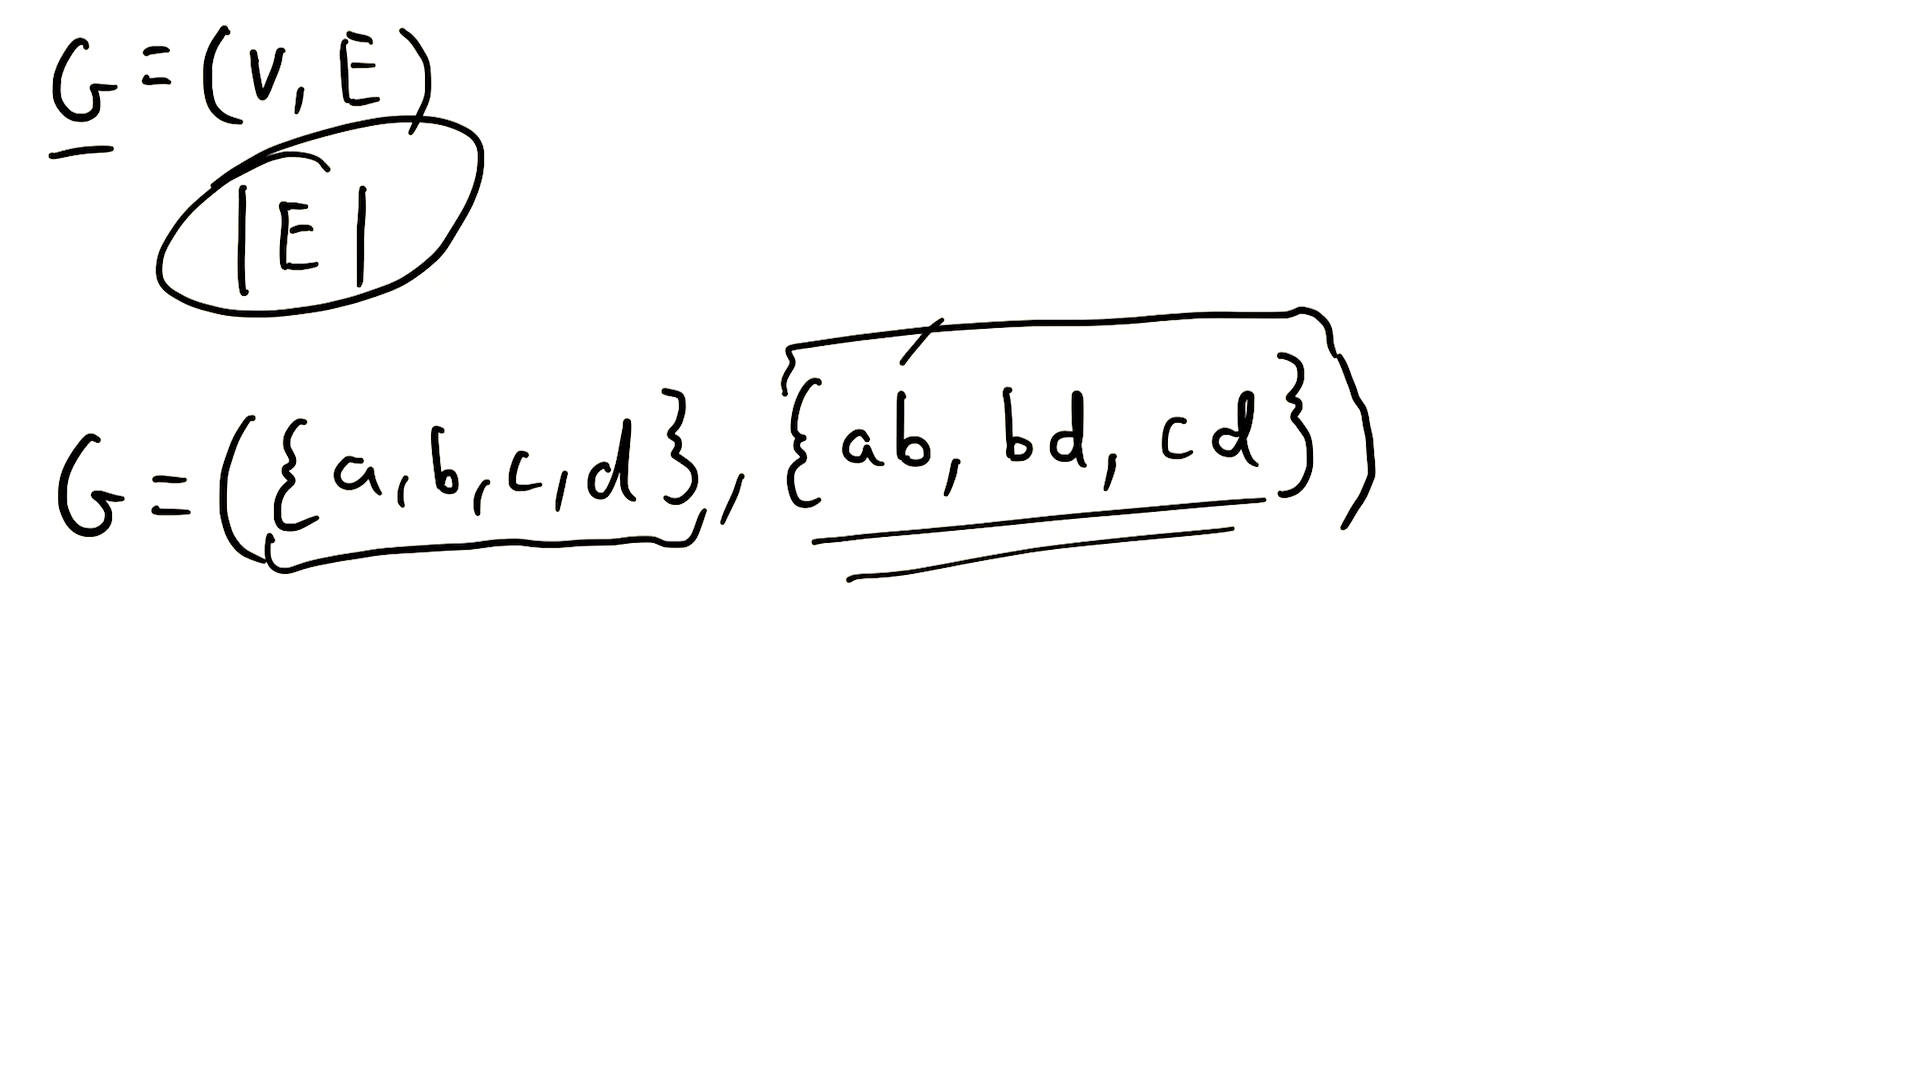 G = (V, E)
|E|
G = ({a, b, c, d}, {ab, bd, cd})